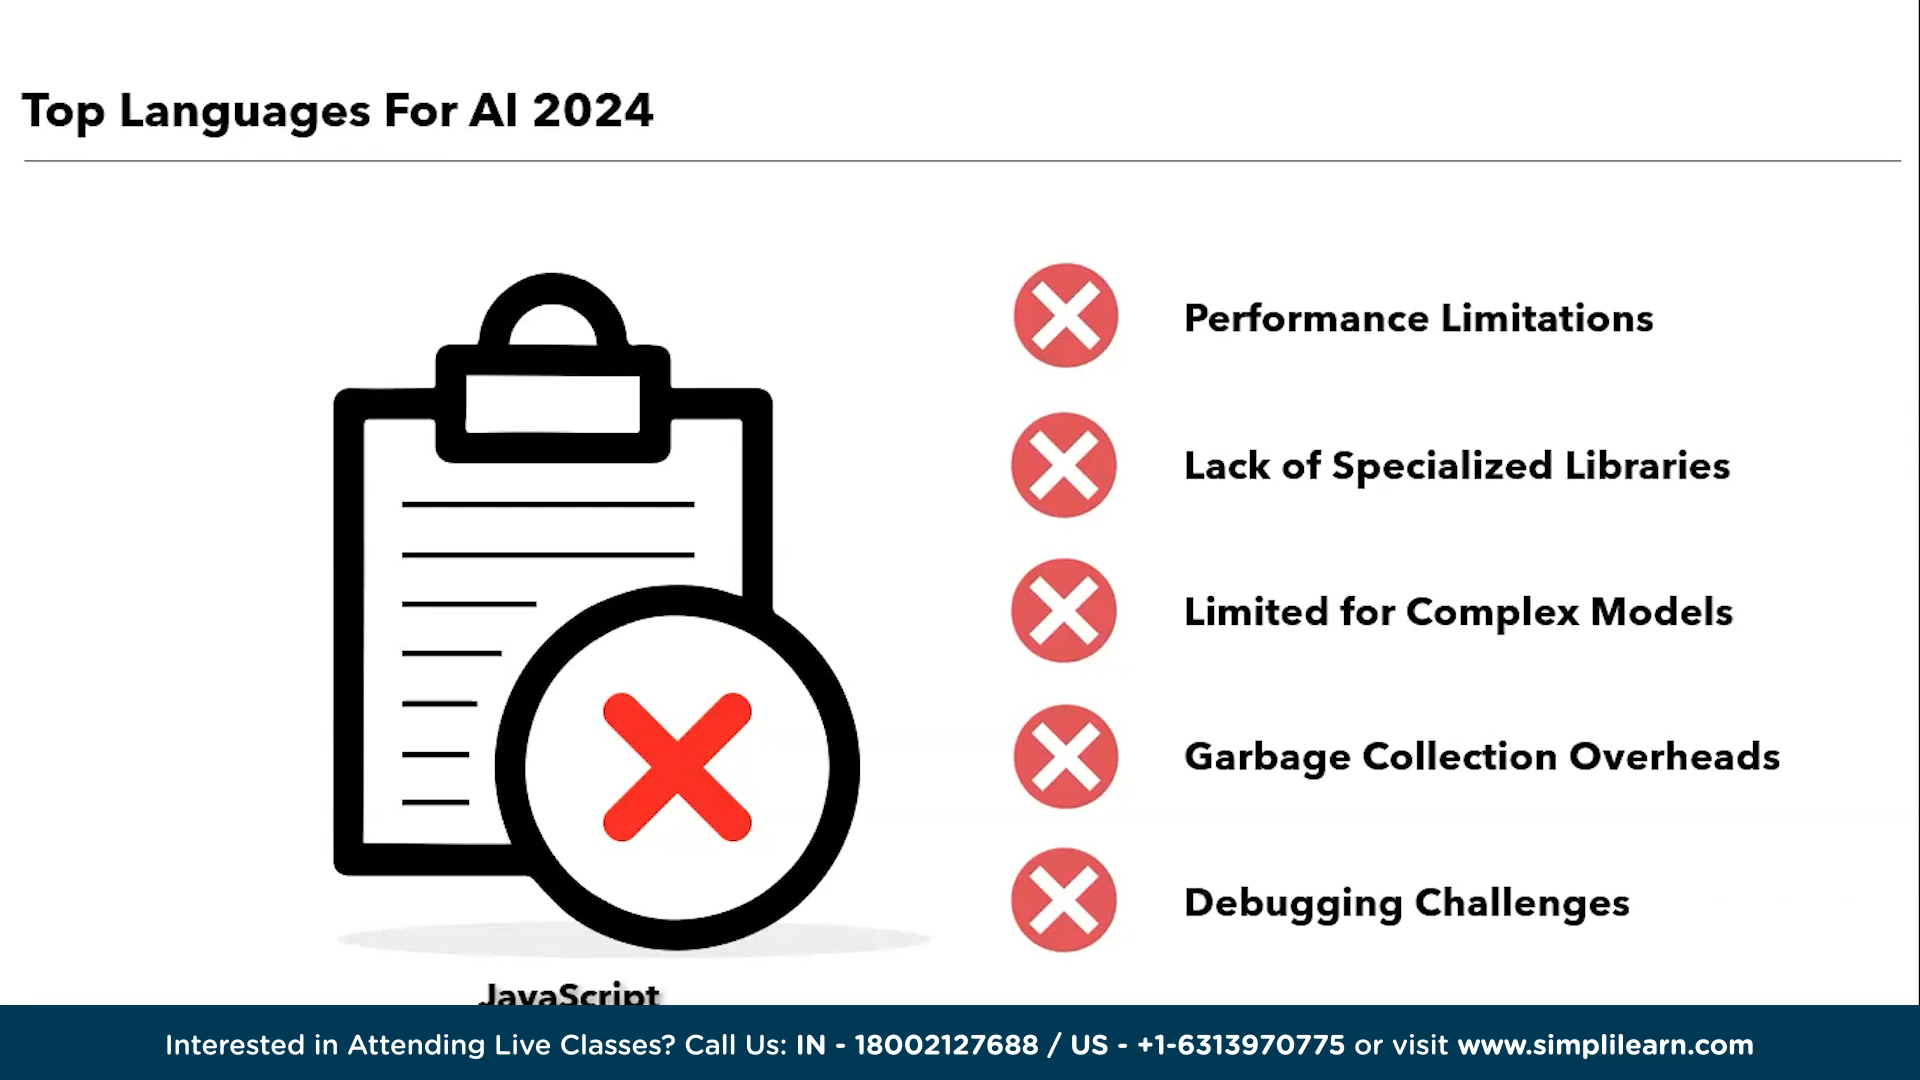 Top Languages For AI 2024
Performance Limitations
Lack of Specialized Libraries
Limited for Complex Models
Garbage Collection Overheads
Debugging Challenges
JavaScript
Interested in Attending Live Classes? Call Us: IN - 18002127688 / US - +1-6313970775 or visit www.simplilearn.com